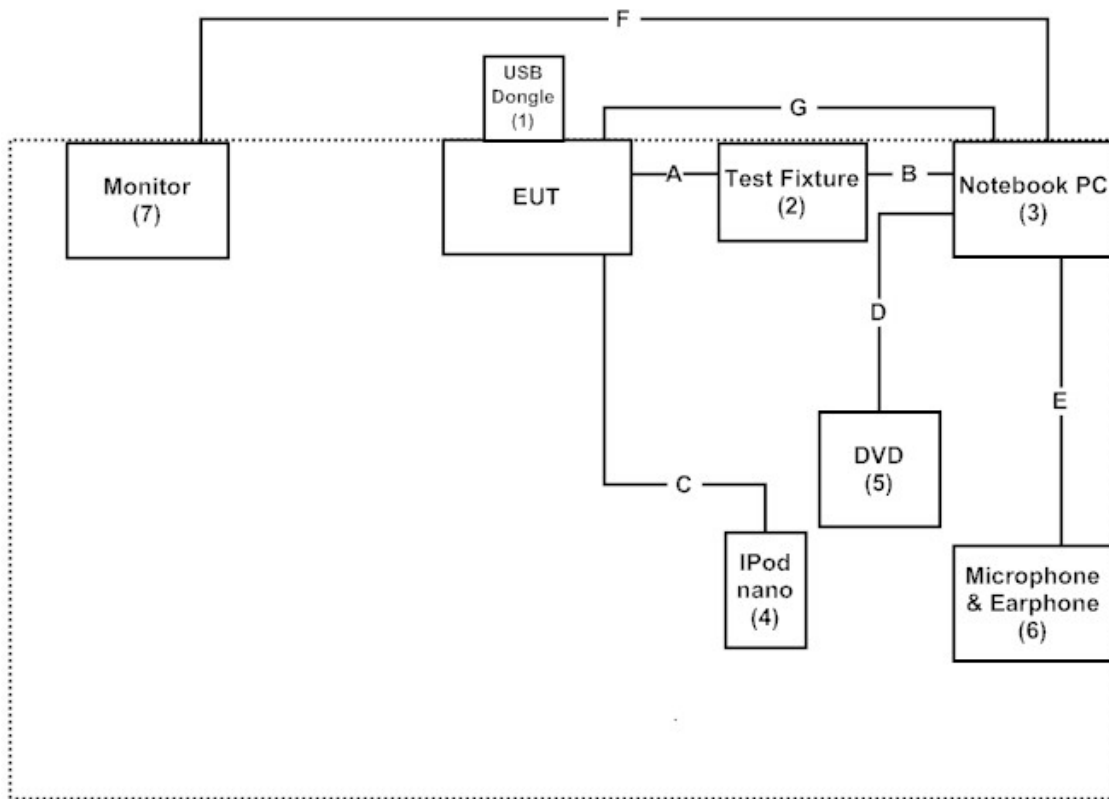 F
USB
Dongle
(1)
G
Monitor
(7)
EUT
A
Test Fixture
(2)
B
Notebook PC
(3)
D
E
DVD
(5)
C
IPod
nano
(4)
Microphone
& Earphone
(6)